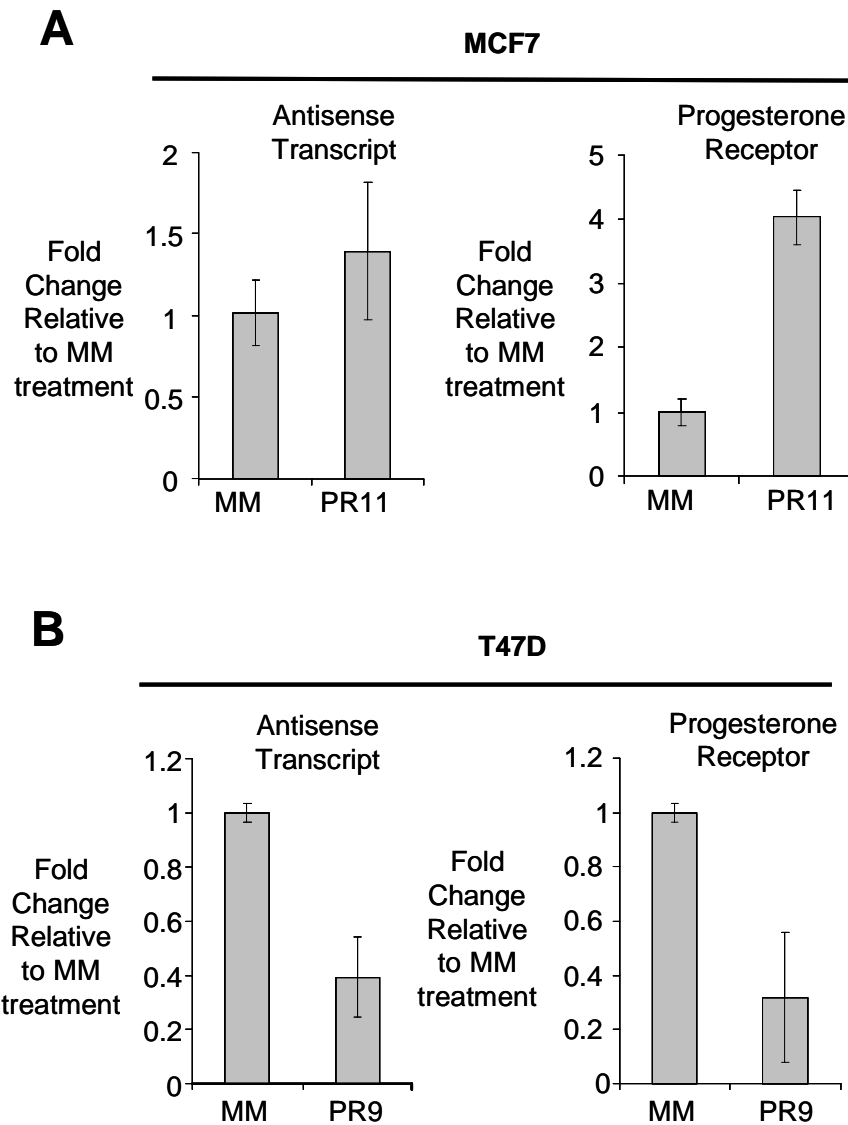 A
MCF7
Antisense
Transcript
2
1.5
1
0.5
0
Fold
Change
Relative
to MM
treatment
MM
PR11
Progesterone
Receptor
5
4
3
2
1
0
Fold
Change
Relative
to MM
treatment
MM
PR11
B
T47D
Antisense
Transcript
1.2
1
0.8
0.6
0.4
0.2
0
Fold
Change
Relative
to MM
treatment
MM
PR9
Progesterone
Receptor
1.2
1
0.8
0.6
0.4
0.2
0
Fold
Change
Relative
to MM
treatment
MM
PR9